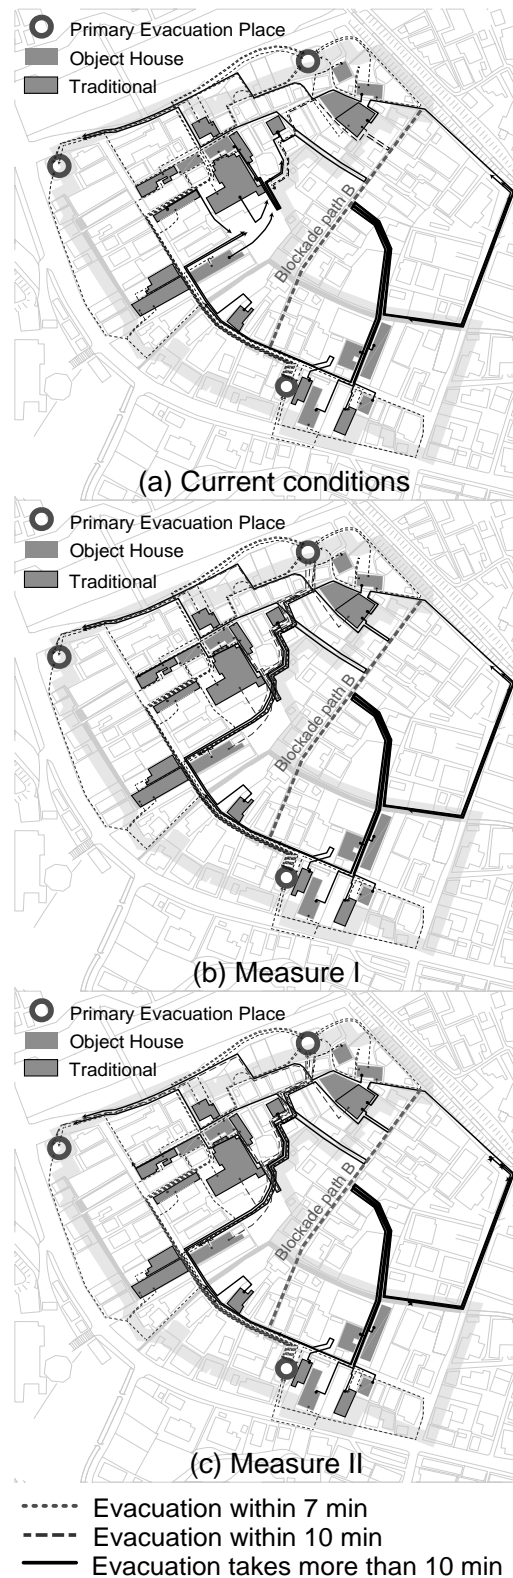 Primary Evacuation Place
Object House
Traditional
Blockade path B
(a) Current conditions
Primary Evacuation Place
Object House
Traditional
Blockade path B
(b) Measure I
Primary Evacuation Place
Object House
Traditional
Blockade path B
(c) Measure II
Evacuation within 7 min
Evacuation within 10 min
Evacuation takes more than 10 min